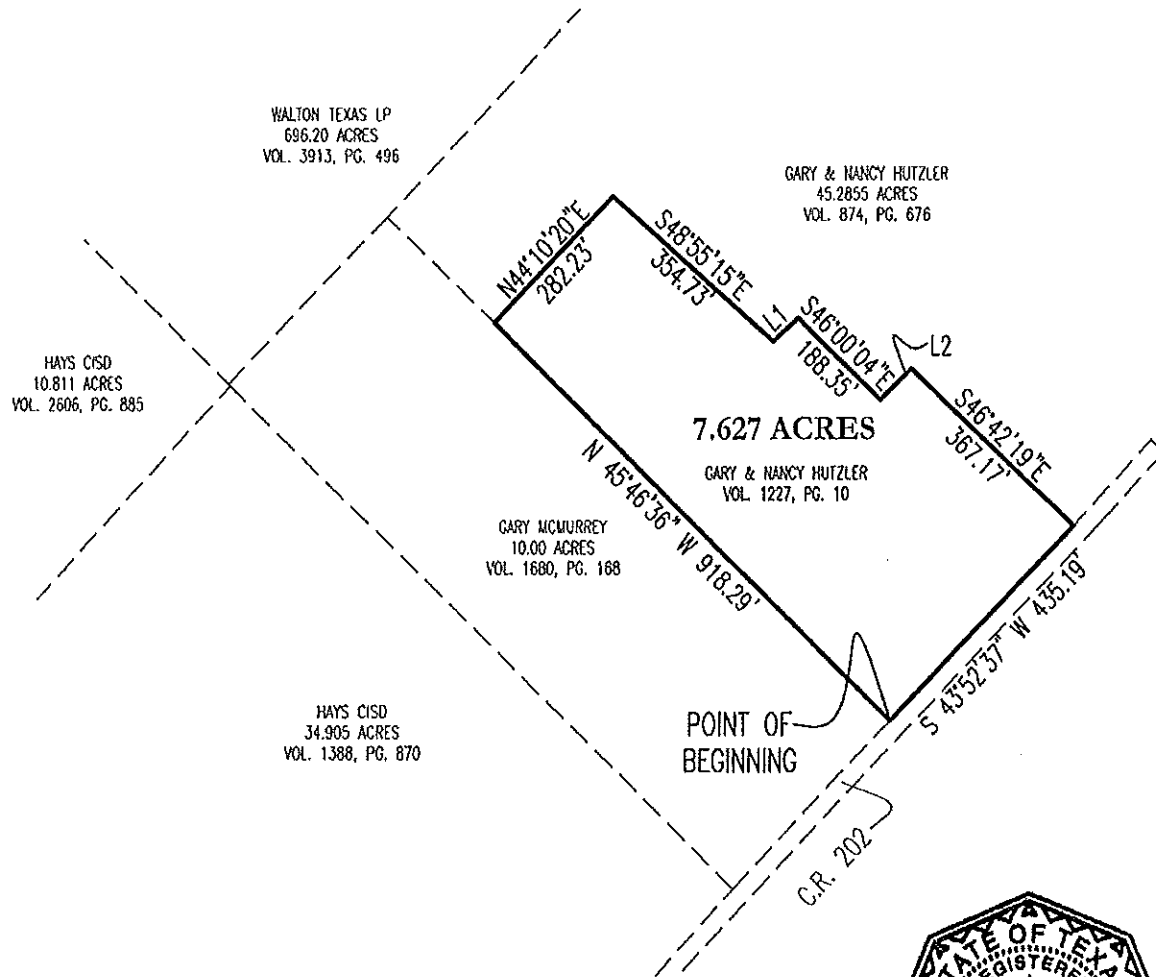 WALTON TEXAS LP
696.20 ACRES
VOL. 3913, PG. 496
GARY & NANCY HUTZLER
45.2855 ACRES
VOL. 874, PG. 676
N44°10'20"E
282.23'
S48°55'15"E
354.73'
L1
S46°00'04"E
188.35'
L2
S46°42'19"E
367.17'
HAYS CISD
10.811 ACRES
VOL. 2606, PG. 885
7.627 ACRES
GARY & NANCY HUTZLER
VOL. 1227, PG. 10
N 45°46'36" W 918.29'
GARY MCMURREY
10.00 ACRES
VOL. 1680, PG. 168
S 43°52'37" W 435.19'
HAYS CISD
34.905 ACRES
VOL. 1388, PG. 870
POINT OF
BEGINNING
C.R. 202
STATE OF TEXA
REGISTERE